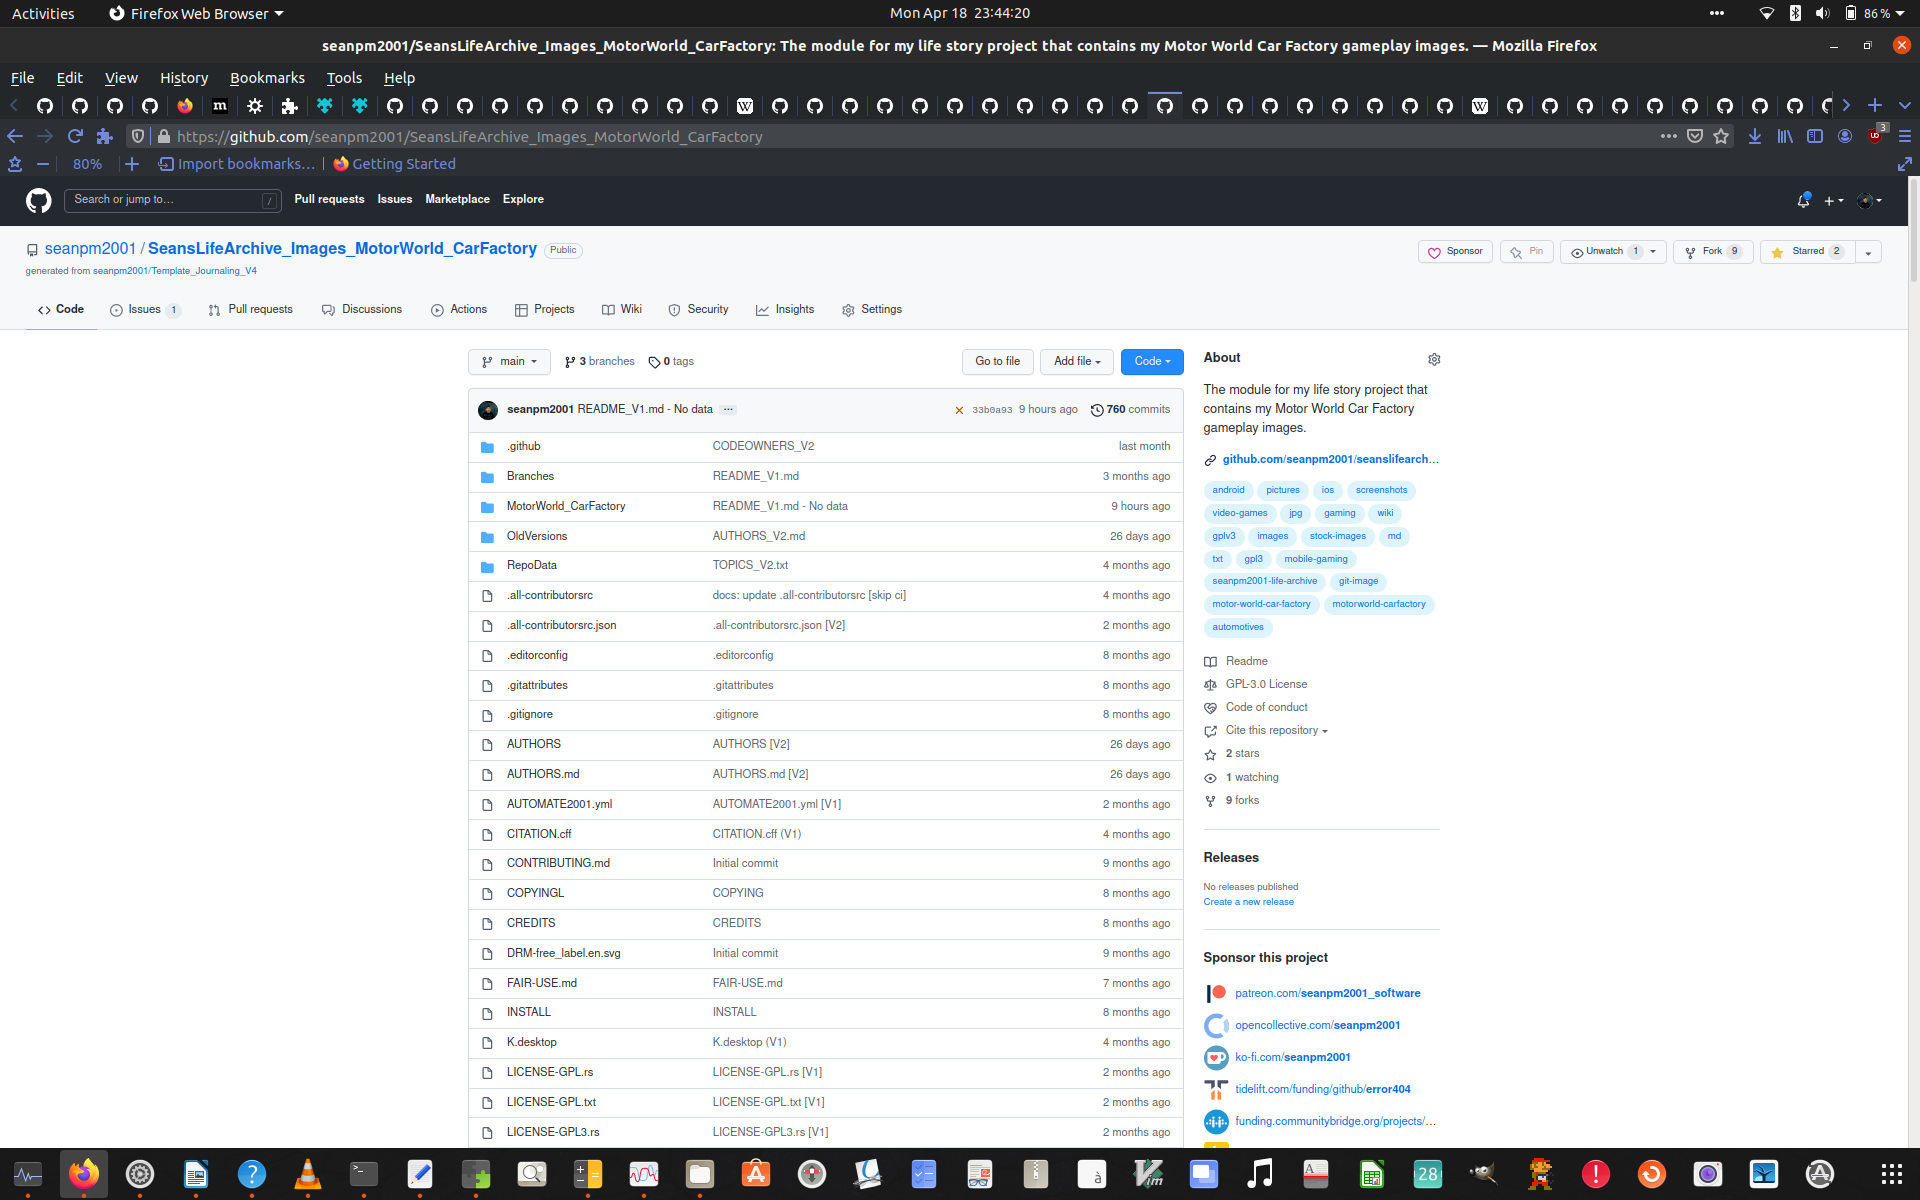 Activities
Firefox Web Browser
Mon Apr 18 23:44:20
86 %
seanpm2001/SeansLifeArchive_Images_MotorWorld_CarFactory: The module for my life story project that contains my Motor World Car Factory gameplay images. — Mozilla Firefox
File Edit View History Bookmarks Tools Help
https://github.com/seanpm2001/SeansLifeArchive_Images_MotorWorld_CarFactory
3
80%
Import bookmarks…
Getting Started
Search or jump to…
/
Pull requests Issues Marketplace Explore
seanpm2001 / SeansLifeArchive_Images_MotorWorld_CarFactory Public
generated from seanpm2001/Template_Journaling_V4
Sponsor
Pin
Unwatch 1
Fork 9
Starred 2
Code
Issues 1
Pull requests
Discussions
Actions
Projects
Wiki
Security
Insights
Settings
main
3 branches
0 tags
Go to file
Add file
Code
seanpm2001 README_V1.md - No data ...
33b0a93 9 hours ago
760 commits
.github CODEOWNERS_V2 last month
Branches README_V1.md 3 months ago
MotorWorld_CarFactory README_V1.md - No data 9 hours ago
OldVersions AUTHORS_V2.md 26 days ago
RepoData TOPICS_V2.txt 4 months ago
.all-contributorsrc docs: update .all-contributorsrc [skip ci] 4 months ago
.all-contributorsrc.json .all-contributorsrc.json [V2] 2 months ago
.editorconfig .editorconfig 8 months ago
.gitattributes .gitattributes 8 months ago
.gitignore .gitignore 8 months ago
AUTHORS AUTHORS [V2] 26 days ago
AUTHORS.md AUTHORS.md [V2] 26 days ago
AUTOMATE2001.yml AUTOMATE2001.yml [V1] 2 months ago
CITATION.cff CITATION.cff (V1) 4 months ago
CONTRIBUTING.md Initial commit 9 months ago
COPYINGL COPYING 8 months ago
CREDITS CREDITS 8 months ago
DRM-free_label.en.svg Initial commit 9 months ago
FAIR-USE.md FAIR-USE.md 7 months ago
INSTALL INSTALL 8 months ago
K.desktop K.desktop (V1) 4 months ago
LICENSE-GPL.rs LICENSE-GPL.rs [V1] 2 months ago
LICENSE-GPL.txt LICENSE-GPL.txt [V1] 2 months ago
LICENSE-GPL3.rs LICENSE-GPL3.rs [V1] 2 months ago
About
The module for my life story project that
contains my Motor World Car Factory
gameplay images.
github.com/seanpm2001/seanslifearch…
android pictures ios screenshots
video-games jpg gaming wiki
gplv3 images stock-images md
txt gpl3 mobile-gaming
seanpm2001-life-archive git-image
motor-world-car-factory motorworld-carfactory
automotives
Readme
GPL-3.0 License
Code of conduct
Cite this repository
2 stars
1 watching
9 forks
Releases
No releases published
Create a new release
Sponsor this project
patreon.com/seanpm2001_software
opencollective.com/seanpm2001
ko-fi.com/seanpm2001
tidelift.com/funding/github/error404
funding.communitybridge.org/projects/…
28